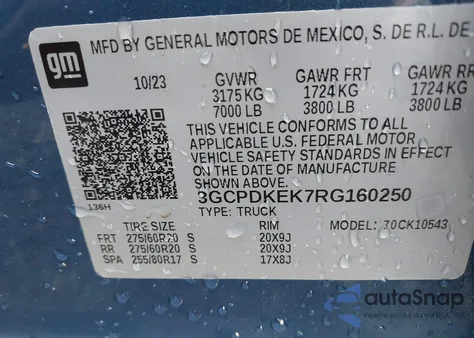 gm
MFD BY GENERAL MOTORS DE MEXICO, S. DE R.L. DE
10/23 GVWR GAWR FRT GAWR RR
3175 KG 1724 KG 1724 KG
7000 LB 3800 LB 3800 LB
THIS VEHICLE CONFORMS TO ALL
APPLICABLE U.S. FEDERAL MOTOR
VEHICLE SAFETY STANDARDS IN EFFECT
ON THE DATE OF MANUFACTURE
SHOWN ABOVE.
136H 3GCPDKEK7RG160250
TYPE: TRUCK MODEL: 70CK10543
TIRE SIZE RIM
FRT 275/60R20 S 20X9J
RR 275/60R20 S 20X9J
SPA 255/80R17 S 17X8J
autoSnap